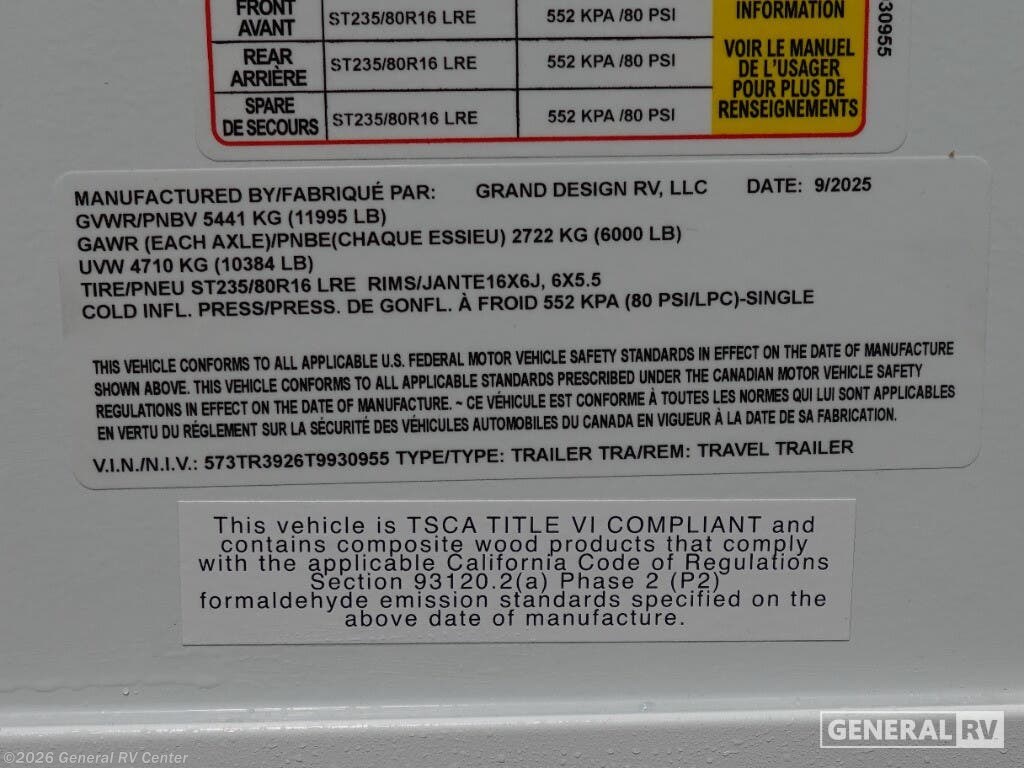 FRONT
AVANT
ST235/80R16 LRE
552 KPA /80 PSI
REAR
ARRIÈRE
ST235/80R16 LRE
552 KPA /80 PSI
SPARE
DE SECOURS
ST235/80R16 LRE
552 KPA /80 PSI
INFORMATION
VOIR LE MANUEL
DE L'USAGER
POUR PLUS DE
RENSEIGNEMENTS
30955
MANUFACTURED BY/FABRIQUÉ PAR: GRAND DESIGN RV, LLC DATE: 9/2025
GVWR/PNBV 5441 KG (11995 LB)
GAWR (EACH AXLE)/PNBE(CHAQUE ESSIEU) 2722 KG (6000 LB)
UVW 4710 KG (10384 LB)
TIRE/PNEU ST235/80R16 LRE RIMS/JANTE16X6J, 6X5.5
COLD INFL. PRESS/PRESS. DE GONFL. À FROID 552 KPA (80 PSI/LPC)-SINGLE
THIS VEHICLE CONFORMS TO ALL APPLICABLE U.S. FEDERAL MOTOR VEHICLE SAFETY STANDARDS IN EFFECT ON THE DATE OF MANUFACTURE
SHOWN ABOVE. THIS VEHICLE CONFORMS TO ALL APPLICABLE STANDARDS PRESCRIBED UNDER THE CANADIAN MOTOR VEHICLE SAFETY
REGULATIONS IN EFFECT ON THE DATE OF MANUFACTURE. ~ CE VÉHICULE EST CONFORME À TOUTES LES NORMES QUI LUI SONT APPLICABLES
EN VERTU DU RÉGLEMENT SUR LA SÉCURITÉ DES VÉHICULES AUTOMOBILES DU CANADA EN VIGUEUR À LA DATE DE SA FABRICATION.
V.I.N./N.I.V.: 573TR3926T9930955 TYPE/TYPE: TRAILER TRA/REM: TRAVEL TRAILER
This vehicle is TSCA TITLE VI COMPLIANT and
contains composite wood products that comply
with the applicable California Code of Regulations
Section 93120.2(a) Phase 2 (P2)
formaldehyde emission standards specified on the
above date of manufacture.
GENERAL RV
©2026 General RV Center